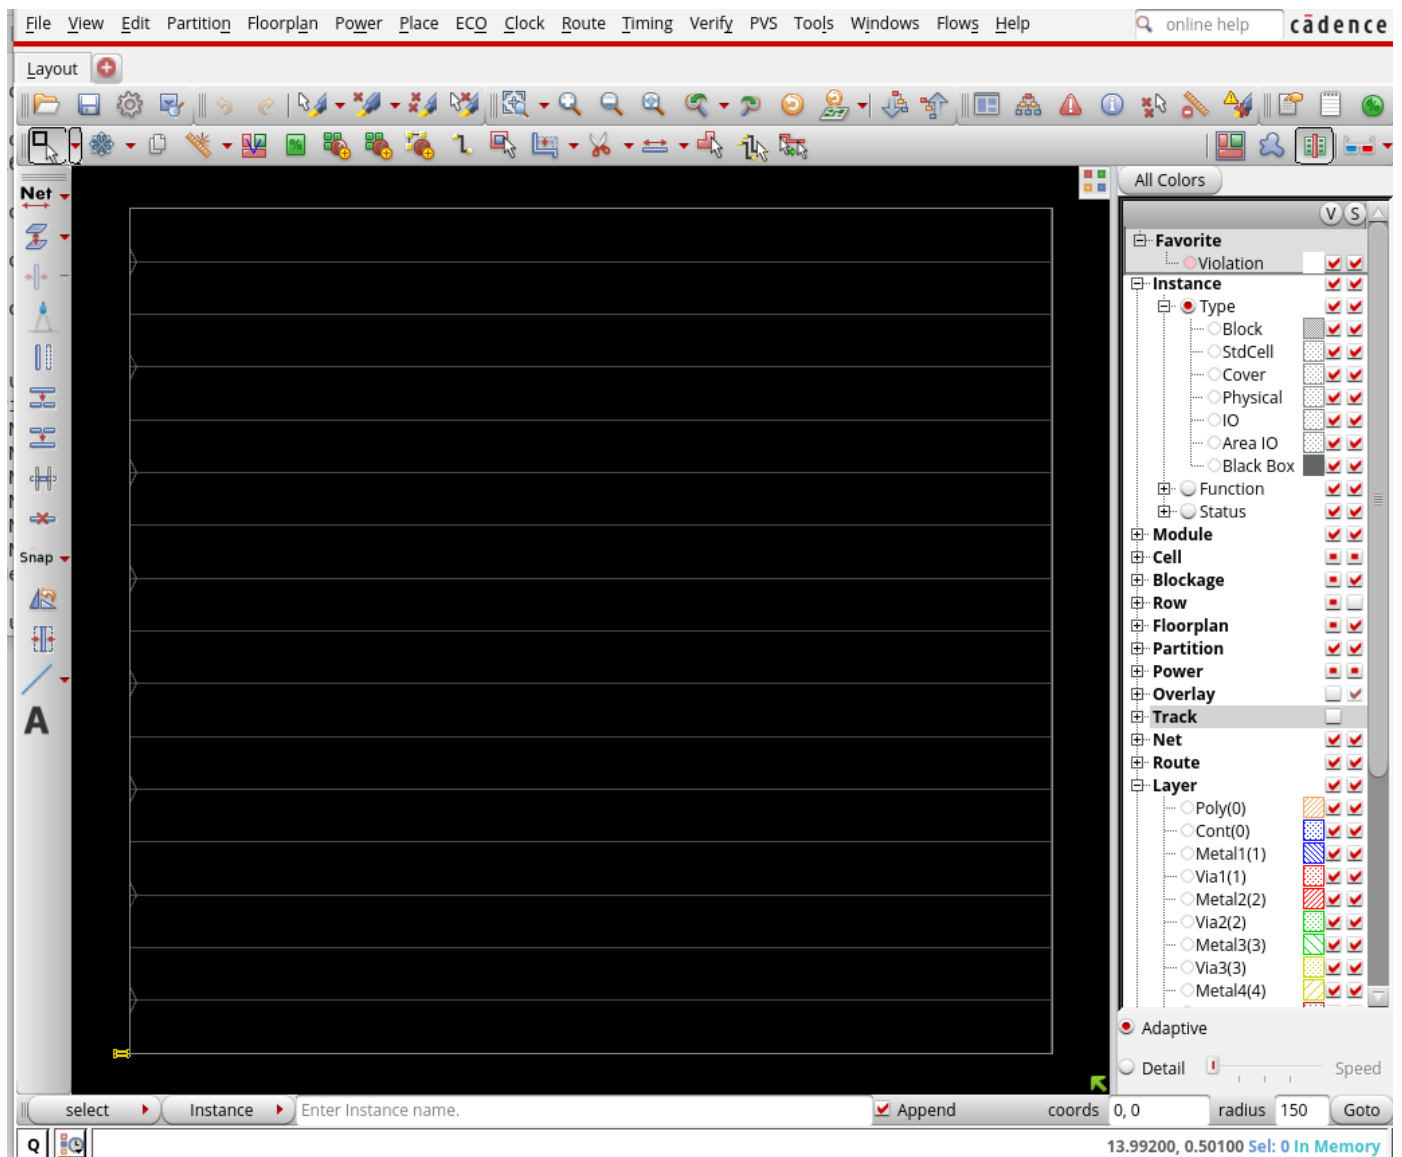 File View Edit Partition Floorplan Power Place ECO Clock Route Timing Verify PVS Tools Windows Flows Help online help cādence
Layout
All Colors
Net
V S
Favorite
Violation
Instance
Type
Block
StdCell
Cover
Physical
IO
Area IO
Black Box
Function
Status
Module
Snap
Cell
Blockage
Row
Floorplan
Partition
Power
Overlay
A
Track
Net
Route
Layer
Poly(0)
Cont(0)
Metal1(1)
Via1(1)
Metal2(2)
Via2(2)
Metal3(3)
Via3(3)
Metal4(4)
Adaptive
Detail Speed
select Instance Enter Instance name. Append coords 0, 0 radius 150 Goto
Q 13.99200, 0.50100 Sel: 0 In Memory